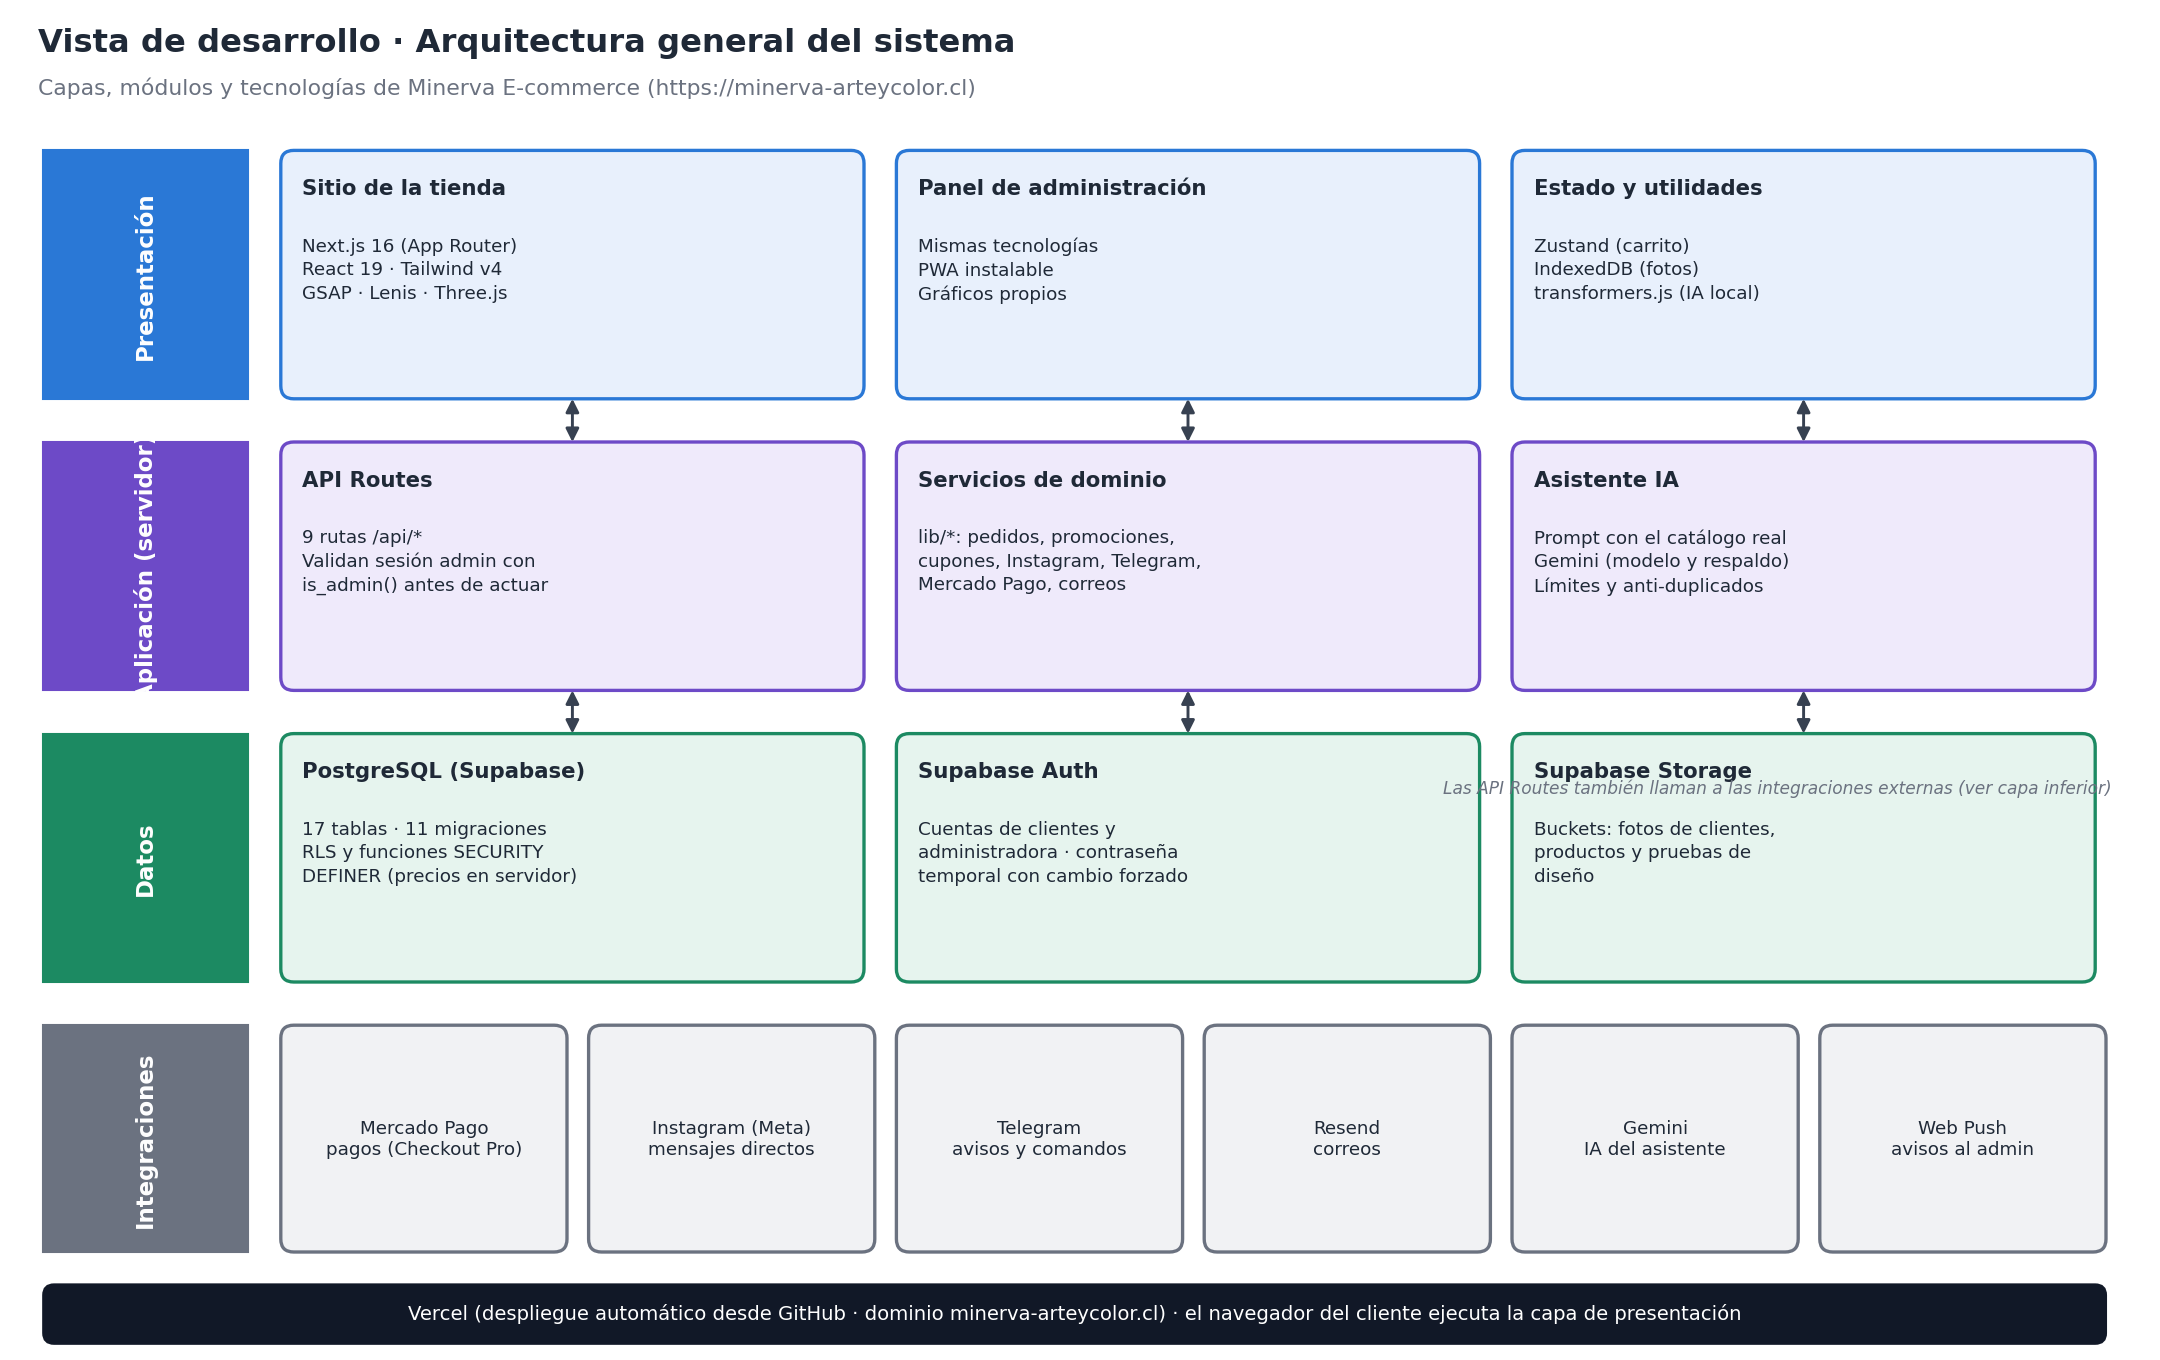 Vista de desarrollo · Arquitectura general del sistema
Capas, módulos y tecnologías de Minerva E-commerce (https://minerva-arteycolor.cl)
Presentación
Sitio de la tienda
Next.js 16 (App Router)
React 19 · Tailwind v4
GSAP · Lenis · Three.js
Panel de administración
Mismas tecnologías
PWA instalable
Gráficos propios
Estado y utilidades
Zustand (carrito)
IndexedDB (fotos)
transformers.js (IA local)
Aplicación (servidor)
API Routes
9 rutas /api/*
Validan sesión admin con
is_admin() antes de actuar
Servicios de dominio
lib/*: pedidos, promociones,
cupones, Instagram, Telegram,
Mercado Pago, correos
Asistente IA
Prompt con el catálogo real
Gemini (modelo y respaldo)
Límites y anti-duplicados
Datos
PostgreSQL (Supabase)
17 tablas · 11 migraciones
RLS y funciones SECURITY
DEFINER (precios en servidor)
Supabase Auth
Cuentas de clientes y
administradora · contraseña
temporal con cambio forzado
Supabase Storage
Las API Routes también llaman a las integraciones externas (ver capa inferior)
Buckets: fotos de clientes,
productos y pruebas de
diseño
Integraciones
Mercado Pago
pagos (Checkout Pro)
Instagram (Meta)
mensajes directos
Telegram
avisos y comandos
Resend
correos
Gemini
IA del asistente
Web Push
avisos al admin
Vercel (despliegue automático desde GitHub · dominio minerva-arteycolor.cl) · el navegador del cliente ejecuta la capa de presentación